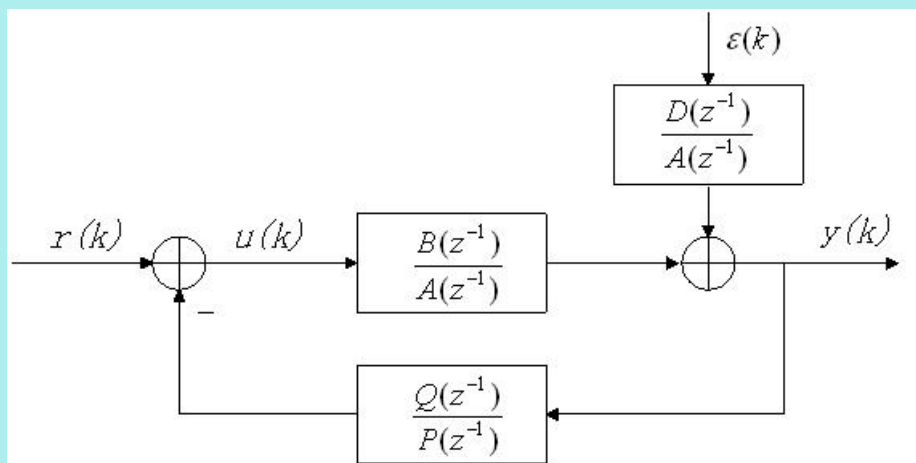 ε(k)
D(z⁻¹)
A(z⁻¹)
r(k)
u(k)
B(z⁻¹)
A(z⁻¹)
y(k)
−
Q(z⁻¹)
P(z⁻¹)